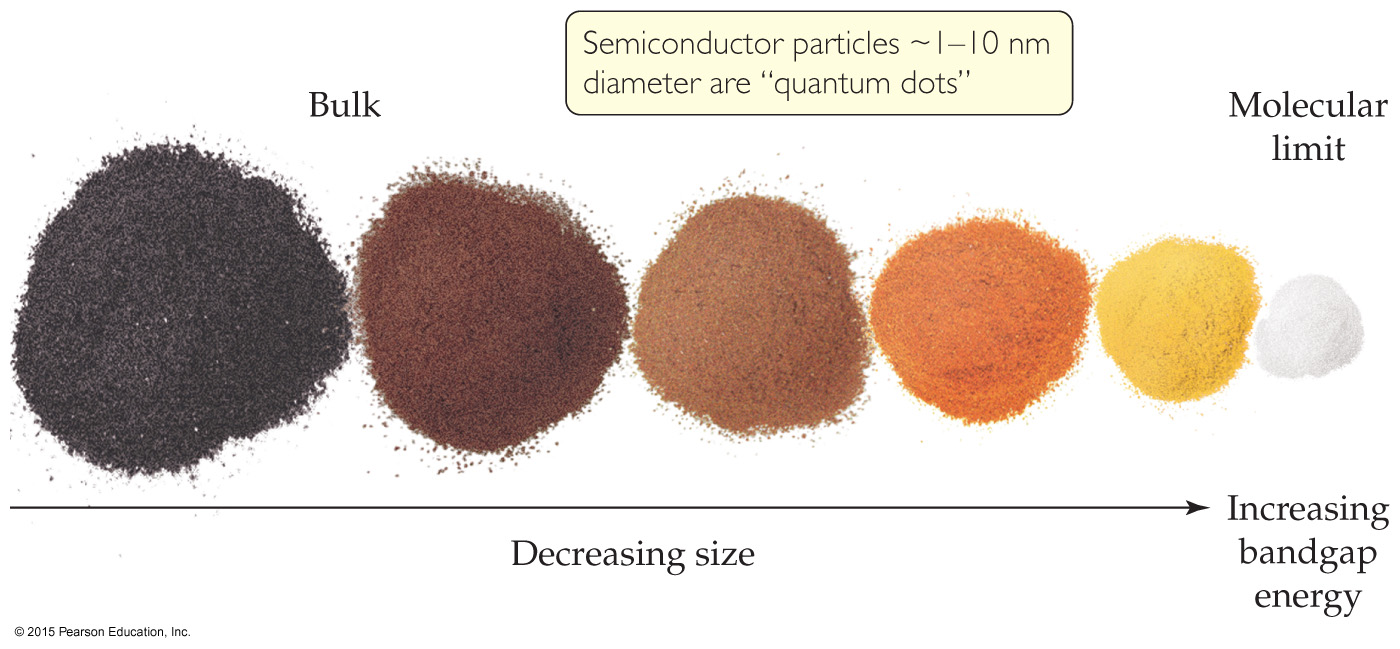 Semiconductor particles ~1–10 nm
diameter are “quantum dots”
Bulk
Molecular
limit
Decreasing size
Increasing
bandgap
energy
© 2015 Pearson Education, Inc.